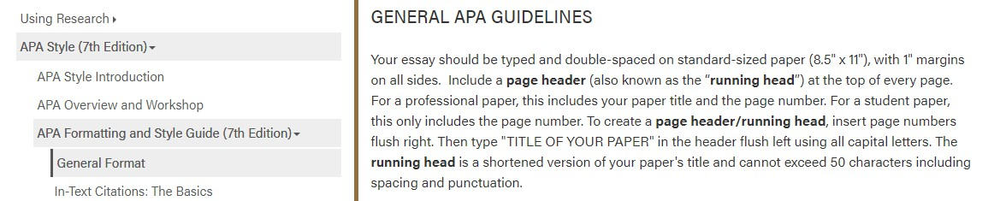 Using Research
APA Style (7th Edition)
APA Style Introduction
APA Overview and Workshop
APA Formatting and Style Guide (7th Edition)
General Format
In-Text Citations: The Basics
GENERAL APA GUIDELINES
Your essay should be typed and double-spaced on standard-sized paper (8.5" x 11"), with 1" margins
on all sides.  Include a page header (also known as the “running head”) at the top of every page.
For a professional paper, this includes your paper title and the page number. For a student paper,
this only includes the page number. To create a page header/running head, insert page numbers
flush right. Then type "TITLE OF YOUR PAPER" in the header flush left using all capital letters. The
running head is a shortened version of your paper's title and cannot exceed 50 characters including
spacing and punctuation.